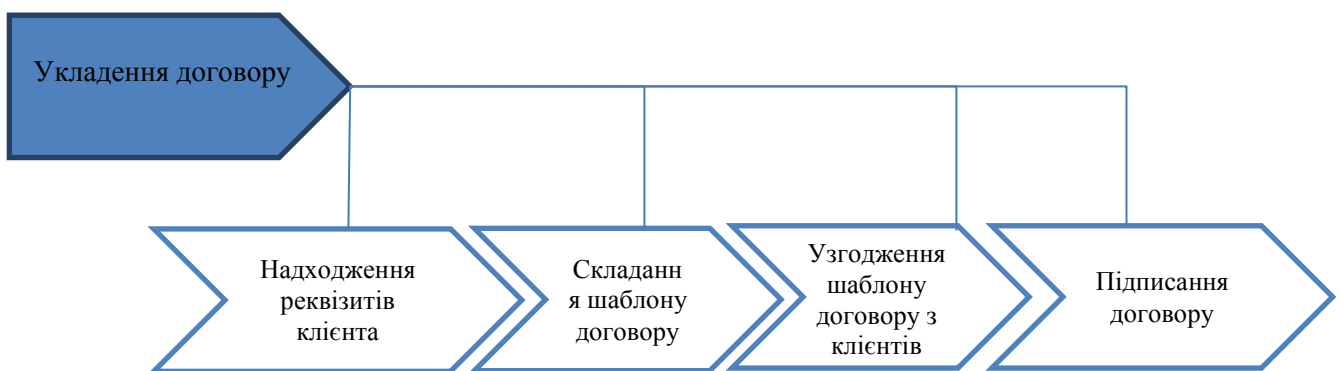 Укладення договору
Надходження
реквізитів
клієнта
Складанн
я шаблону
договору
Узгодження
шаблону
договору з
клієнтів
Підписання
договору